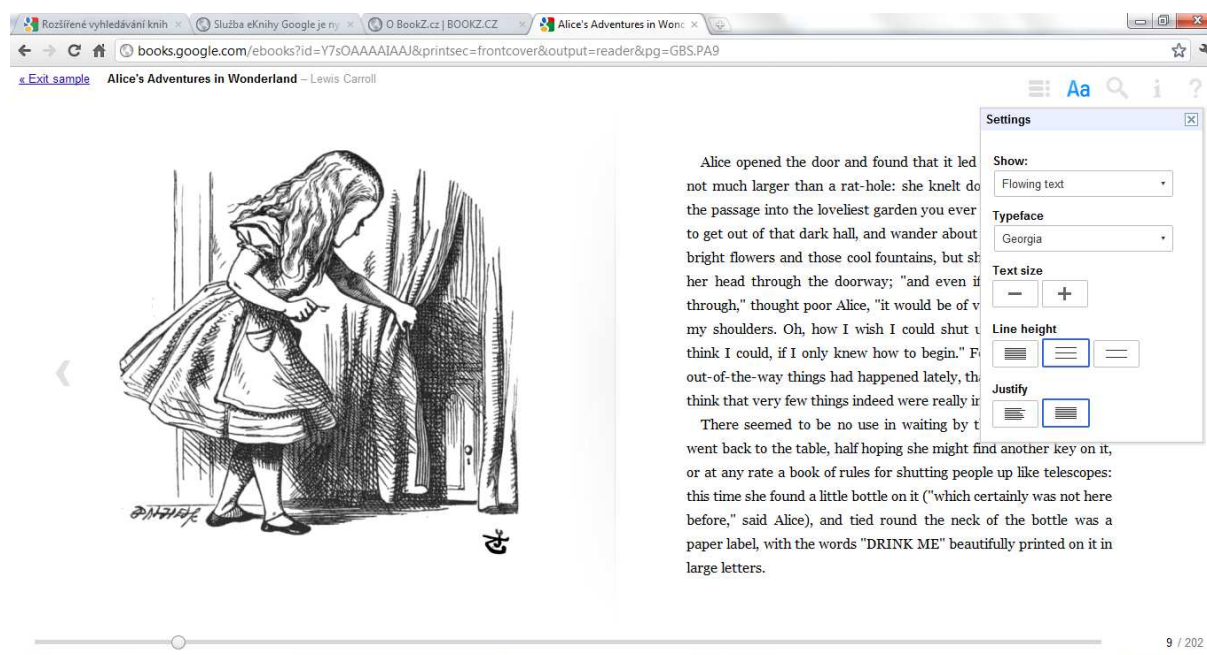 Rozšířené vyhledávání knih
Služba eKnihy Google je ny
O BookZ.cz | BOOKZ.CZ
Alice's Adventures in Wonc
books.google.com/ebooks?id=Y7sOAAAAIAAJ&printsec=frontcover&output=reader&pg=GBS.PA9
« Exit sample Alice's Adventures in Wonderland – Lewis Carroll
Aa
Alice opened the door and found that it led
not much larger than a rat-hole: she knelt do
the passage into the loveliest garden you ever
to get out of that dark hall, and wander about
bright flowers and those cool fountains, but sh
her head through the doorway; "and even if
through," thought poor Alice, "it would be of v
my shoulders. Oh, how I wish I could shut u
think I could, if I only knew how to begin." F
out-of-the-way things had happened lately, tha
think that very few things indeed were really in
There seemed to be no use in waiting by t
went back to the table, half hoping she might find another key on it,
or at any rate a book of rules for shutting people up like telescopes:
this time she found a little bottle on it ("which certainly was not here
before," said Alice), and tied round the neck of the bottle was a
paper label, with the words "DRINK ME" beautifully printed on it in
large letters.
Settings
Show:
Flowing text
Typeface
Georgia
Text size
Line height
Justify
9 / 202